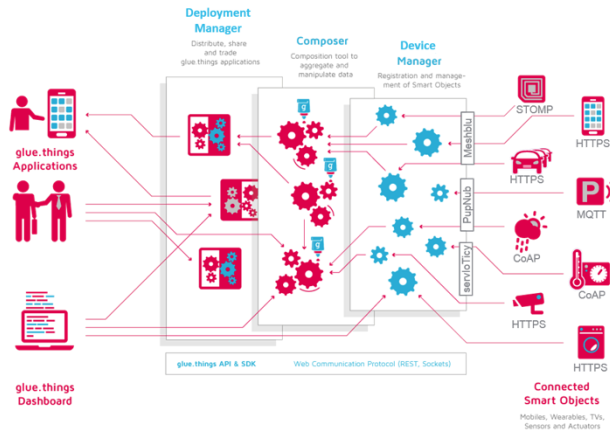 Deployment
Manager
Distribute, share
and trade
glue.things applications
Composer
Composition tool to
aggregate and
manipulate data
Device
Manager
Registration and manage-
ment of Smart Objects
glue.things
Applications
glue.things
Dashboard
g
g
g
Meshblu
PupNub
servIoTicy
STOMP
HTTPS
HTTPS
P
MQTT
CoAP
CoAP
HTTPS
HTTPS
glue.things API & SDK
Web Communication Protocol (REST, Sockets)
Connected
Smart Objects
Mobiles, Wearables, TVs,
Sensors and Actuators